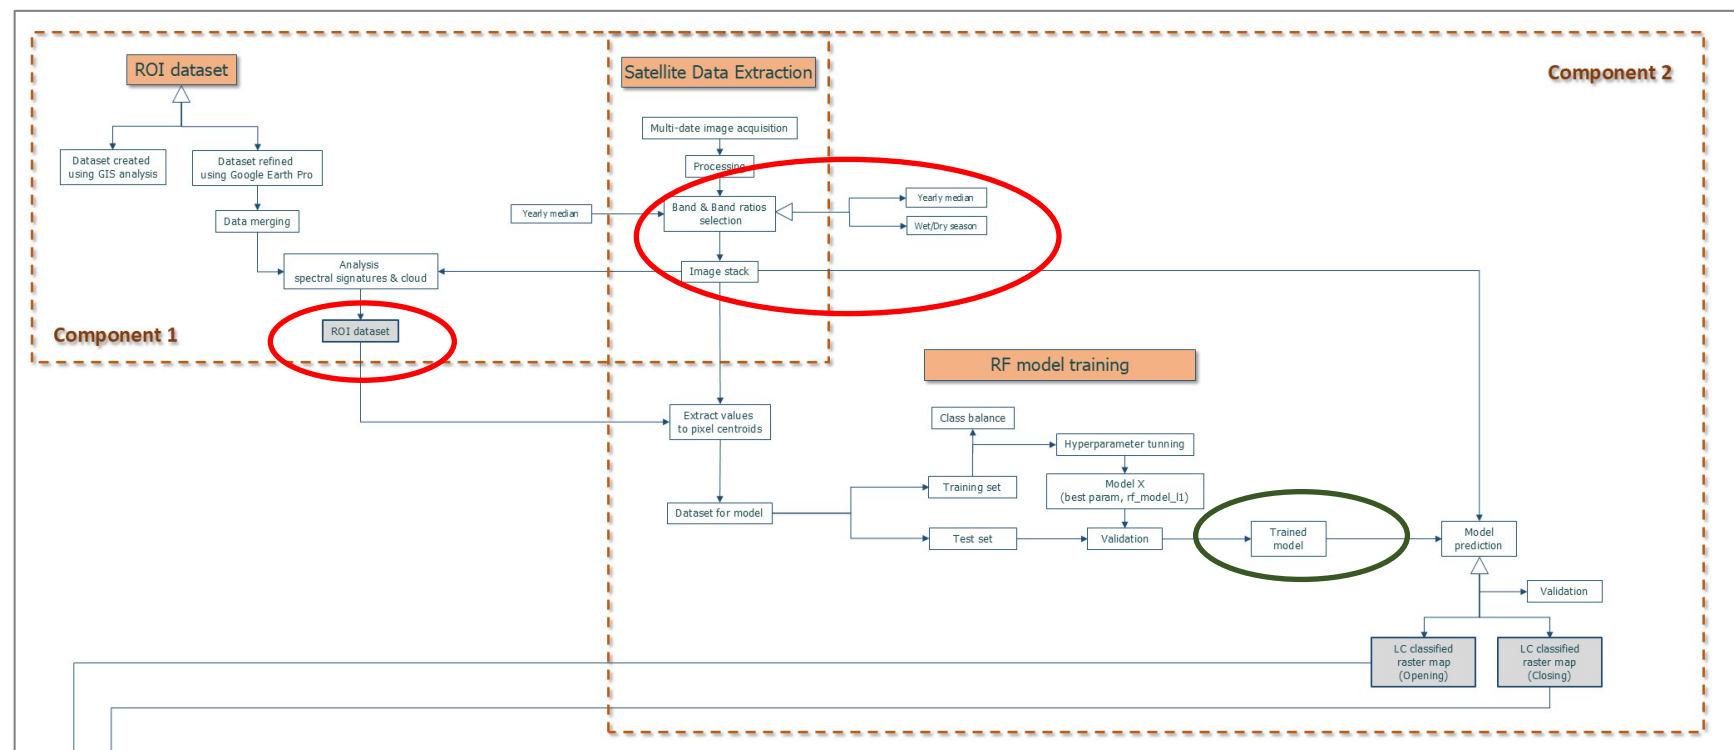 ROI dataset
Satellite Data Extraction
Component 2
Multi-date image acquisition
Dataset created
using GIS analysis
Dataset refined
using Google Earth Pro
Processing
Data merging
Yearly median
Band & Band ratios
selection
Yearly median
Wet/Dry season
Analysis
spectral signatures & cloud
Image stack
Component 1
ROI dataset
RF model training
Extract values
to pixel centroids
Class balance
Hyperparameter tunning
Training set
Model X
(best param, rf_model_l1)
Dataset for model
Test set
Validation
Trained
model
Model
prediction
Validation
LC classified
raster map
(Opening)
LC classified
raster map
(Closing)